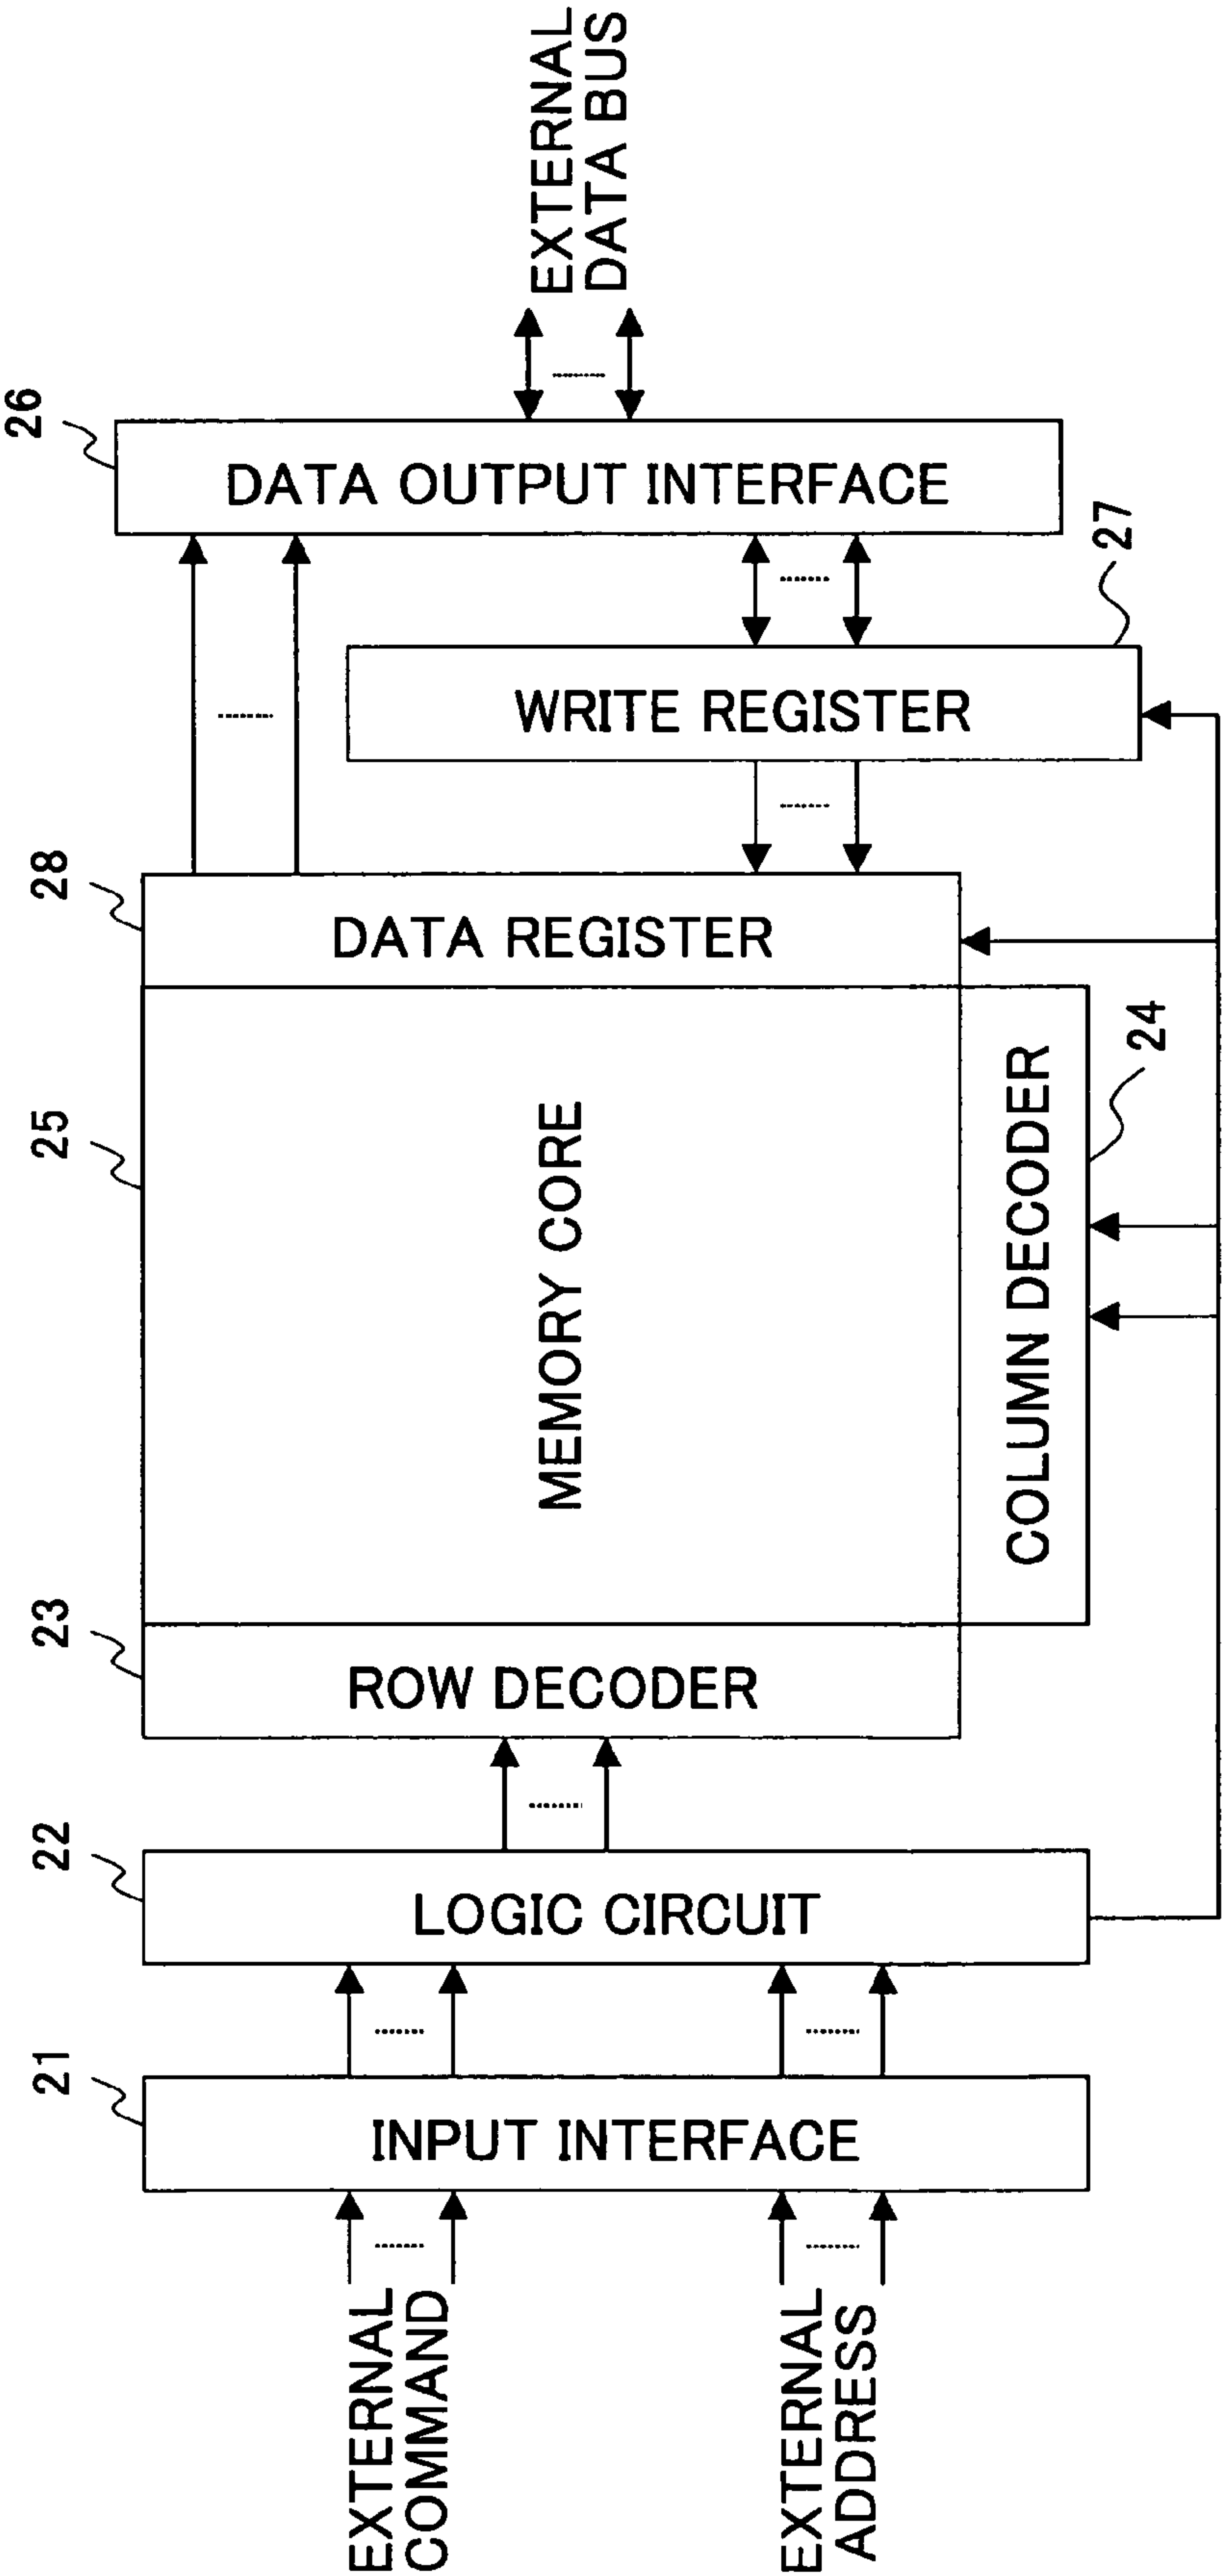 EXTERNAL
COMMAND
EXTERNAL
ADDRESS
21
INPUT INTERFACE
22
LOGIC CIRCUIT
23
ROW DECODER
25
MEMORY CORE
COLUMN DECODER
24
28
DATA REGISTER
WRITE REGISTER
27
26
DATA OUTPUT INTERFACE
EXTERNAL
DATA BUS